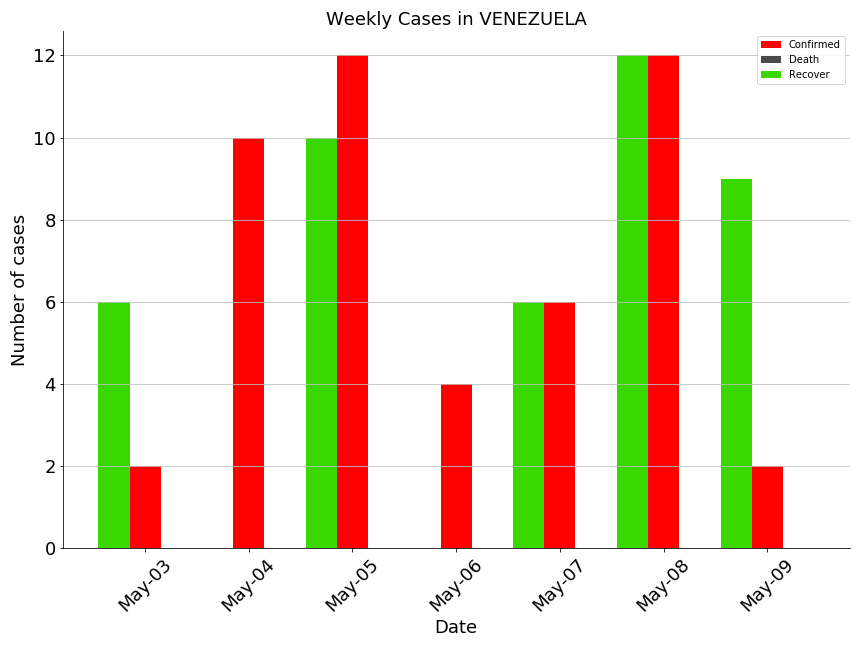 Weekly Cases in VENEZUELA
Confirmed
Death
Recover
Number of cases
12
10
8
6
4
2
0
May-03
May-04
May-05
May-06
May-07
May-08
May-09
Date